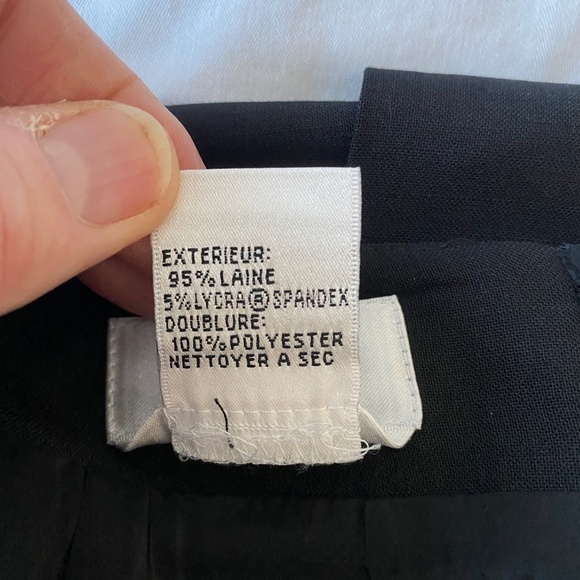 EXTERIEUR:
95% LAINE
5% LYCRA® SPANDEX
DOUBLURE:
100% POLYESTER
NETTOYER A SEC